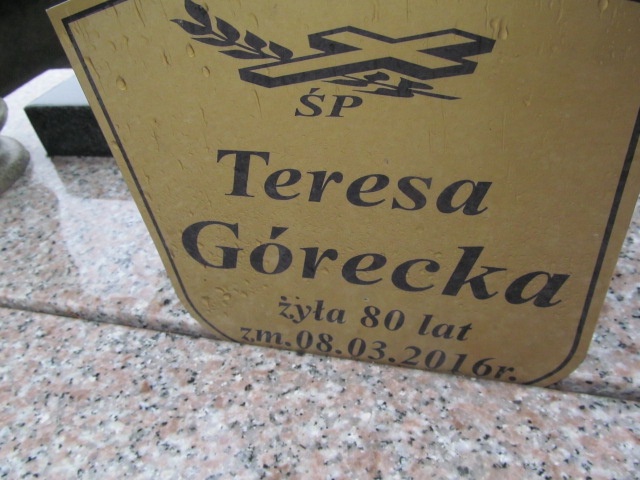 ŚP
Teresa
Górecka
żyła 80 lat
zm.08.03.2016r.